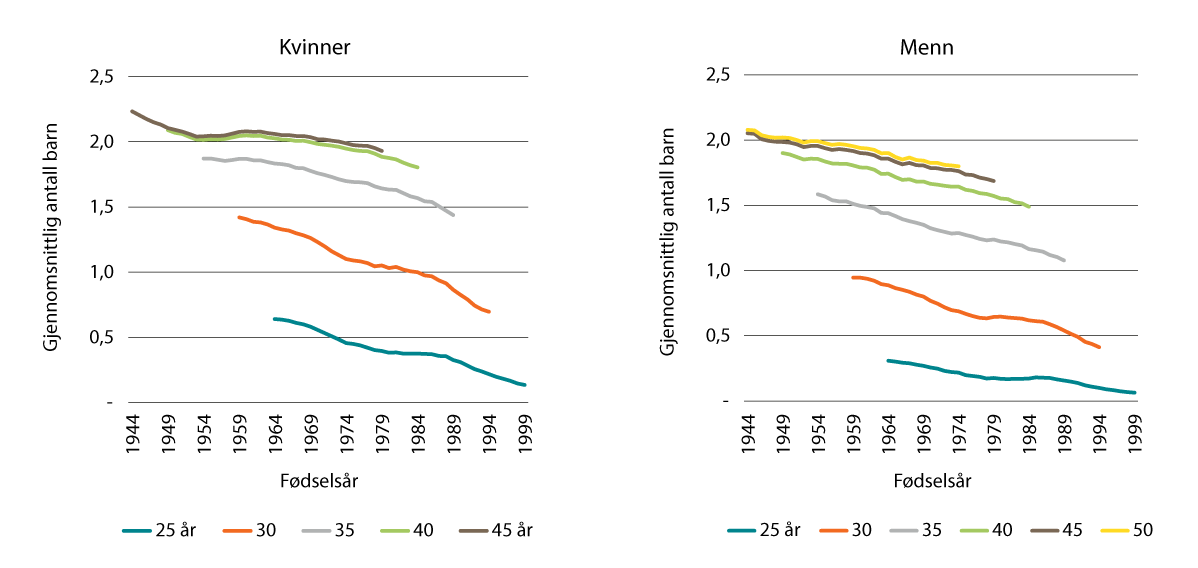 Kvinner
Gjennomsnittlig antall barn
2,5
2,0
1,5
1,0
0,5
-
1944 1949 1954 1959 1964 1969 1974 1979 1984 1989 1994 1999
Fødselsår
25 år 30 35 40 45 år
Menn
Gjennomsnittlig antall barn
2,5
2,0
1,5
1,0
0,5
-
1944 1949 1954 1959 1964 1969 1974 1979 1984 1989 1994 1999
Fødselsår
25 år 30 35 40 45 50